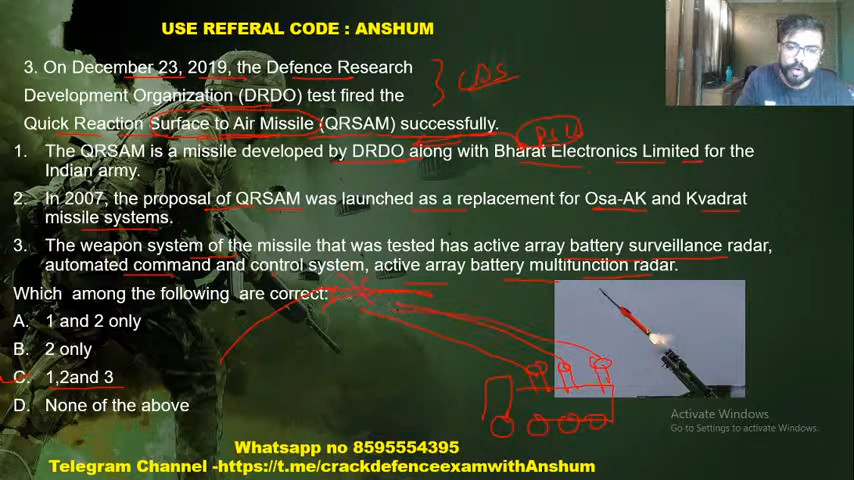 USE REFERAL CODE : ANSHUM
3. On December 23, 2019, the Defence Research
Development Organization (DRDO) test fired the
Quick Reaction Surface to Air Missile (QRSAM) successfully.
CDS
PSU
1. The QRSAM is a missile developed by DRDO along with Bharat Electronics Limited for the
Indian army.
2. In 2007, the proposal of QRSAM was launched as a replacement for Osa-AK and Kvadrat
missile systems.
3. The weapon system of the missile that was tested has active array battery surveillance radar,
automated command and control system, active array battery multifunction radar.
Which among the following are correct:
A. 1 and 2 only
B. 2 only
C. 1,2and 3
D. None of the above
Activate Windows
Go to Settings to activate Windows.
Whatsapp no 8595554395
Telegram Channel -https://t.me/crackdefenceexamwithAnshum